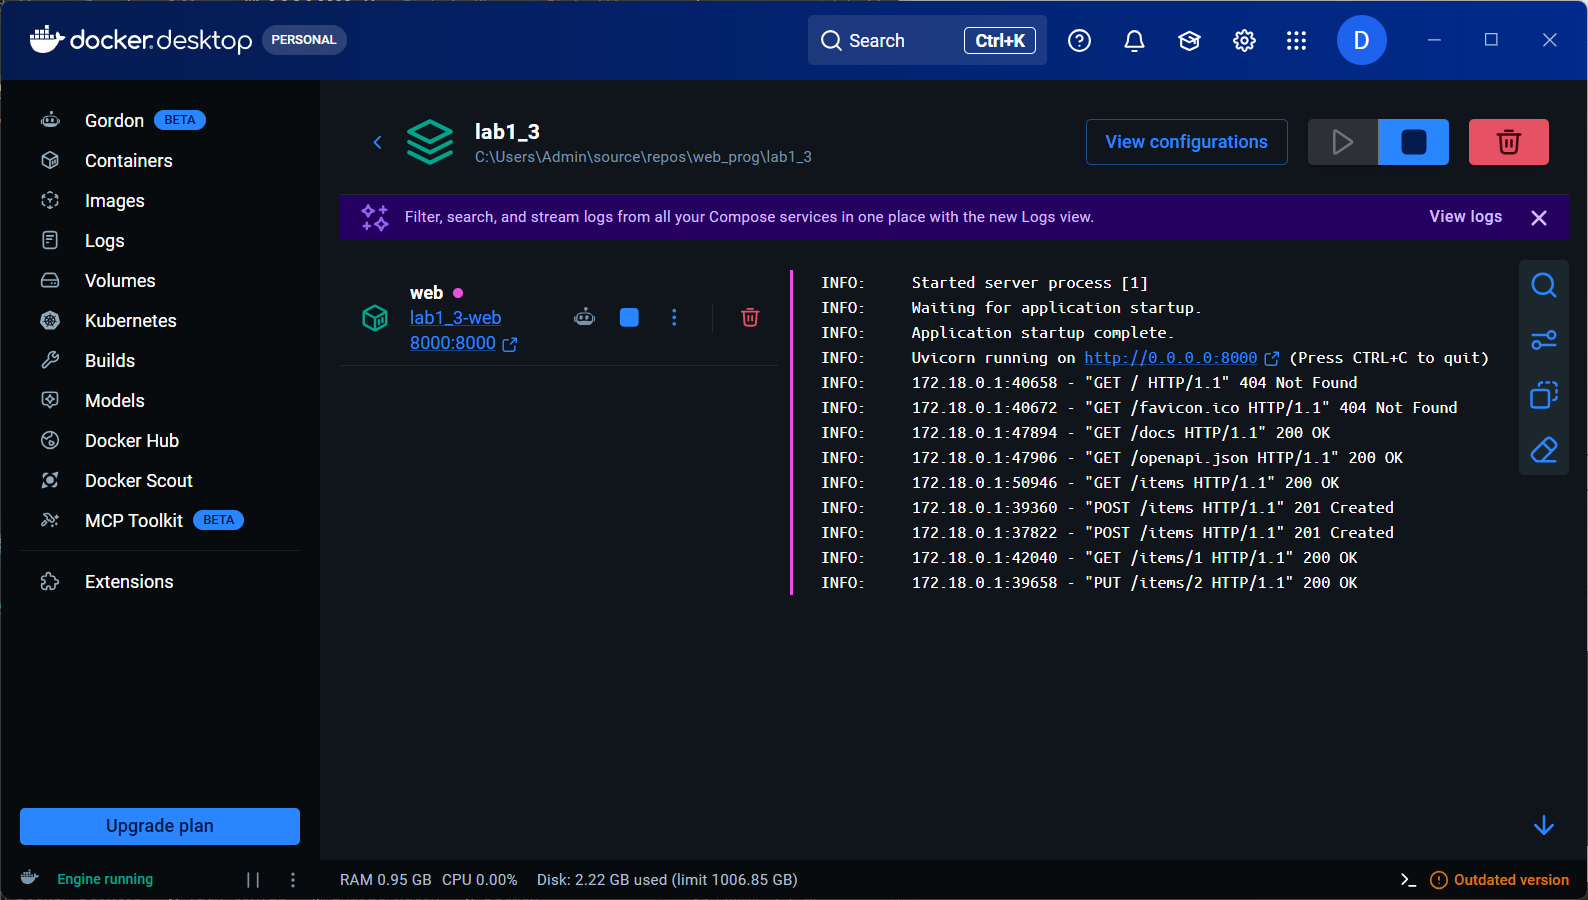 docker.desktop PERSONAL
Search Ctrl+K
D
Gordon BETA
Containers
Images
Logs
Volumes
Kubernetes
Builds
Models
Docker Hub
Docker Scout
MCP Toolkit BETA
Extensions
Upgrade plan
Engine running
lab1_3
C:\Users\Admin\source\repos\web_prog\lab1_3
View configurations
Filter, search, and stream logs from all your Compose services in one place with the new Logs view.
View logs
web
lab1_3-web
8000:8000
INFO: Started server process [1]
INFO: Waiting for application startup.
INFO: Application startup complete.
INFO: Uvicorn running on http://0.0.0.0:8000 (Press CTRL+C to quit)
INFO: 172.18.0.1:40658 - "GET / HTTP/1.1" 404 Not Found
INFO: 172.18.0.1:40672 - "GET /favicon.ico HTTP/1.1" 404 Not Found
INFO: 172.18.0.1:47894 - "GET /docs HTTP/1.1" 200 OK
INFO: 172.18.0.1:47906 - "GET /openapi.json HTTP/1.1" 200 OK
INFO: 172.18.0.1:50946 - "GET /items HTTP/1.1" 200 OK
INFO: 172.18.0.1:39360 - "POST /items HTTP/1.1" 201 Created
INFO: 172.18.0.1:37822 - "POST /items HTTP/1.1" 201 Created
INFO: 172.18.0.1:42040 - "GET /items/1 HTTP/1.1" 200 OK
INFO: 172.18.0.1:39658 - "PUT /items/2 HTTP/1.1" 200 OK
RAM 0.95 GB CPU 0.00% Disk: 2.22 GB used (limit 1006.85 GB)
Outdated version